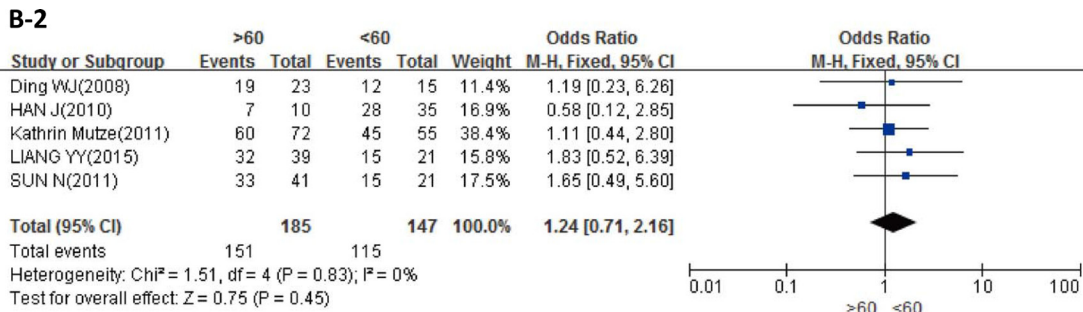 B-2
>60 <60 Odds Ratio Odds Ratio
Study or Subgroup Events Total Events Total Weight M-H, Fixed, 95% CI M-H, Fixed, 95% CI
Ding WJ(2008) 19 23 12 15 11.4% 1.19 [0.23, 6.26]
HAN J(2010) 7 10 28 35 16.9% 0.58 [0.12, 2.85]
Kathrin Mutze(2011) 60 72 45 55 38.4% 1.11 [0.44, 2.80]
LIANG YY(2015) 32 39 15 21 15.8% 1.83 [0.52, 6.39]
SUN N(2011) 33 41 15 21 17.5% 1.65 [0.49, 5.60]
Total (95% CI) 185 147 100.0% 1.24 [0.71, 2.16]
Total events 151 115
Heterogeneity: Chi² = 1.51, df = 4 (P = 0.83); I² = 0%
Test for overall effect: Z = 0.75 (P = 0.45)
0.01 0.1 1 10 100
>60 <60